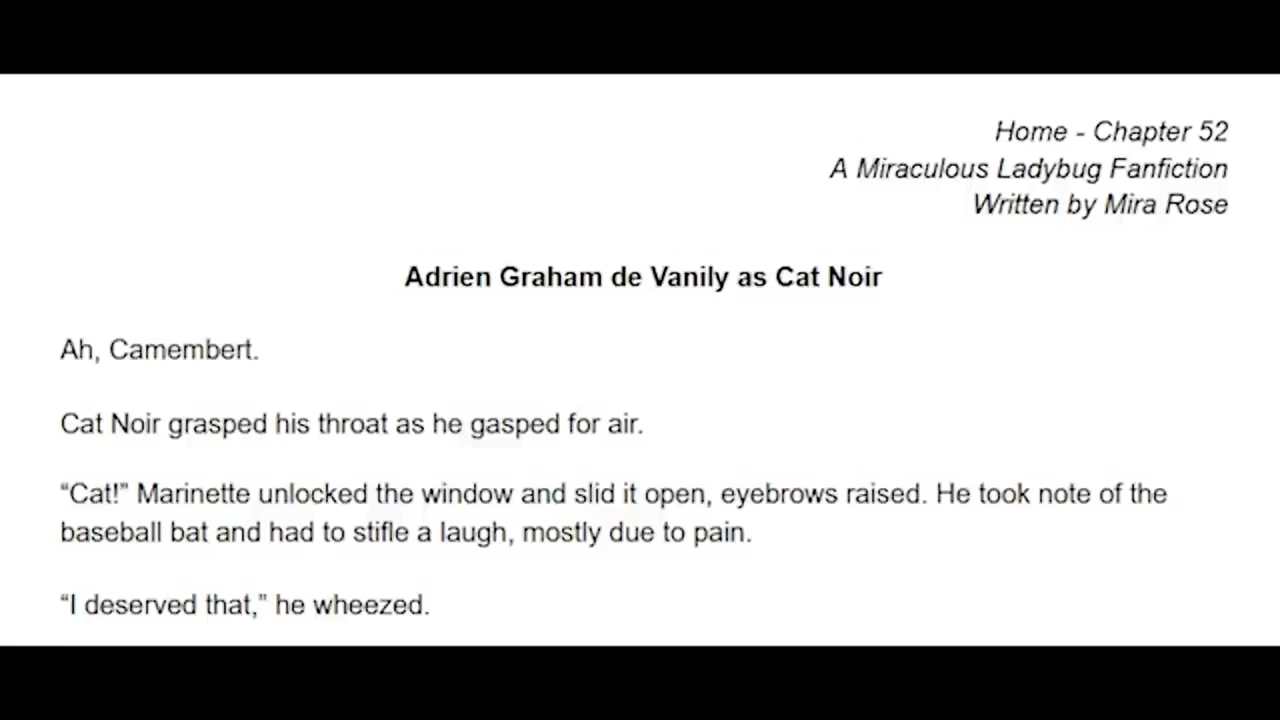 Home - Chapter 52
A Miraculous Ladybug Fanfiction
Written by Mira Rose
Adrien Graham de Vanily as Cat Noir
Ah, Camembert.
Cat Noir grasped his throat as he gasped for air.
“Cat!” Marinette unlocked the window and slid it open, eyebrows raised. He took note of the
baseball bat and had to stifle a laugh, mostly due to pain.
“I deserved that,” he wheezed.